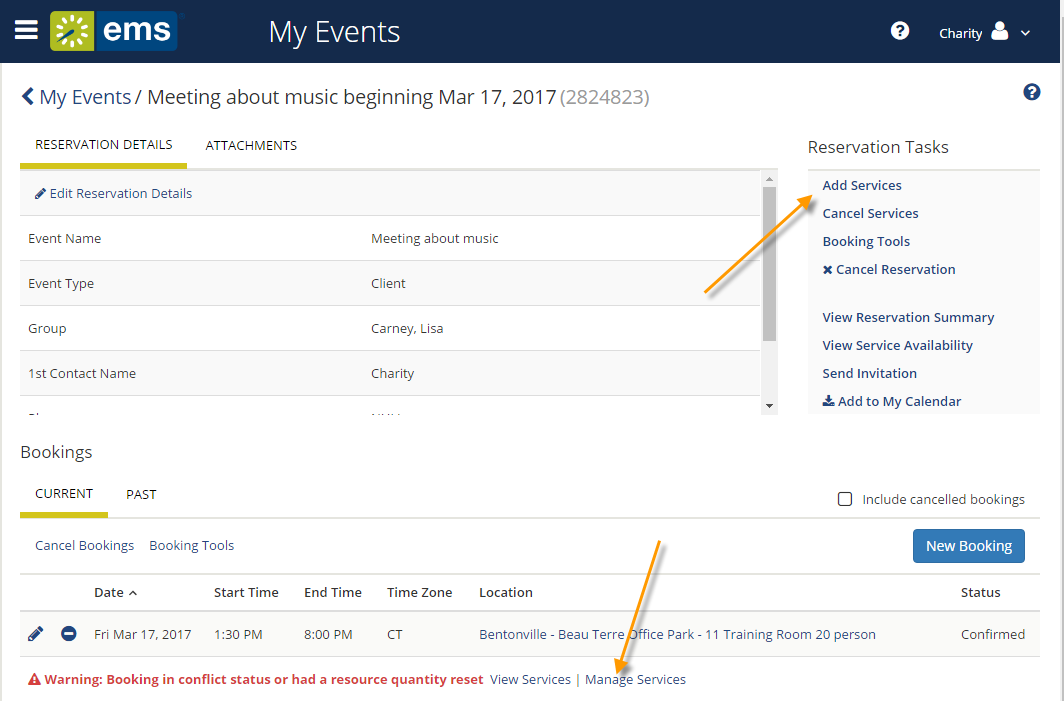 ems My Events ? Charity
My Events / Meeting about music beginning Mar 17, 2017 (2824823) ?
RESERVATION DETAILS ATTACHMENTS
Reservation Tasks
Edit Reservation Details
Event Name Meeting about music
Event Type Client
Group Carney, Lisa
1st Contact Name Charity
Add Services
Cancel Services
Booking Tools
Cancel Reservation
View Reservation Summary
View Service Availability
Send Invitation
Add to My Calendar
Bookings
CURRENT PAST
Include cancelled bookings
Cancel Bookings Booking Tools New Booking
Date Start Time End Time Time Zone Location Status
Fri Mar 17, 2017 1:30 PM 8:00 PM CT Bentonville - Beau Terre Office Park - 11 Training Room 20 person Confirmed
Warning: Booking in conflict status or had a resource quantity reset View Services | Manage Services